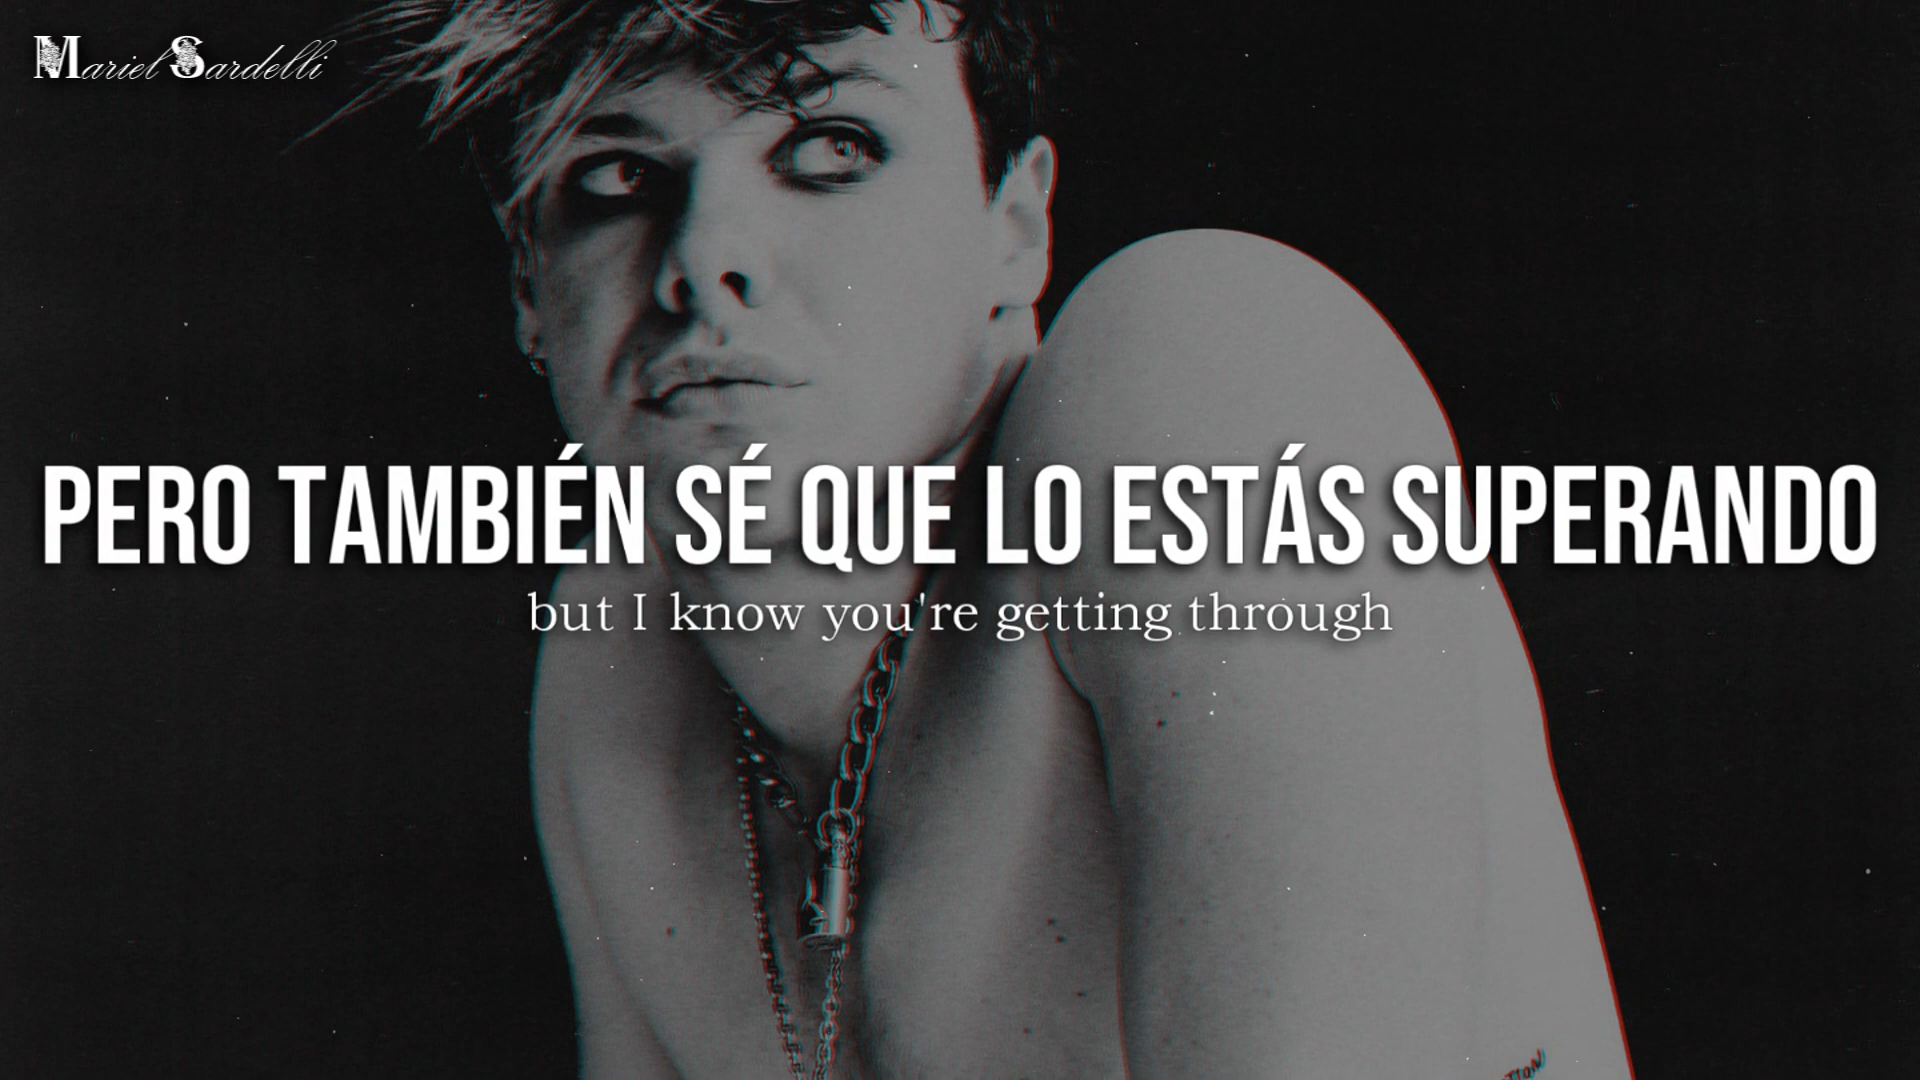 Mariel Sardelli
PERO TAMBIÉN SÉ QUE LO ESTÁS SUPERANDO
but I know you're getting through